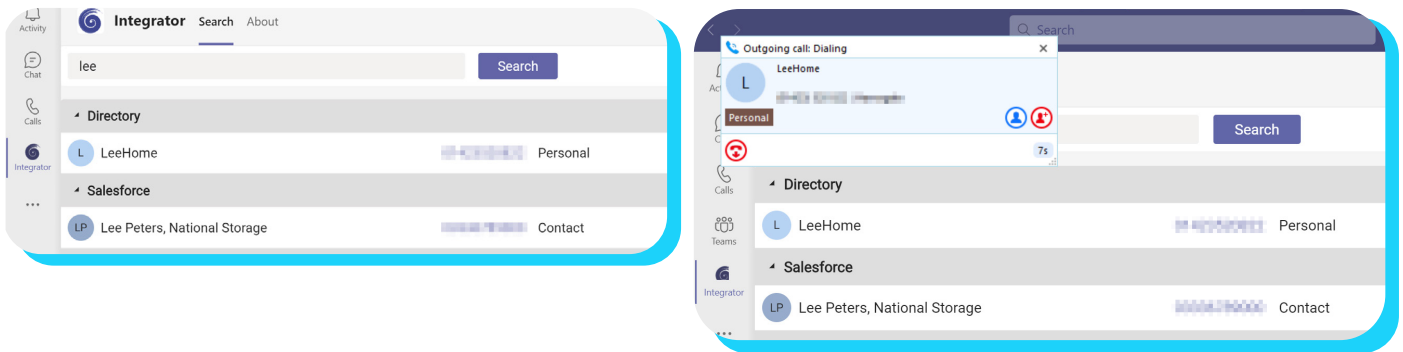 Activity
Integrator Search About
Chat
lee Search
Calls
Directory
Integrator
L LeeHome Personal
Salesforce
LP Lee Peters, National Storage Contact
Search
Outgoing call: Dialing
L LeeHome
Personal
7s
Search
Calls
Directory
Teams
L LeeHome Personal
Integrator
Salesforce
LP Lee Peters, National Storage Contact